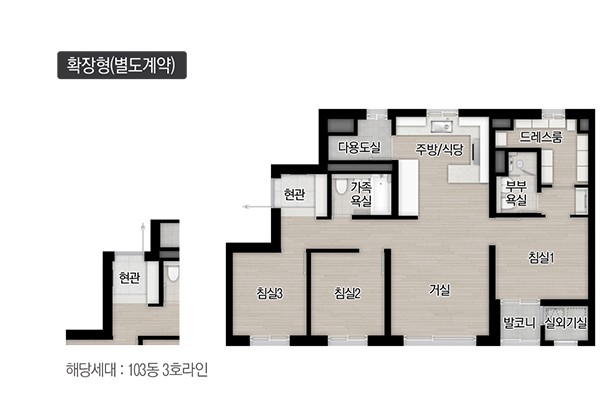 확장형(별도계약)
드레스룸
다용도실
주방/식당
현관
가족
욕실
부부
욕실
침실3
침실2
거실
침실1
발코니
실외기실
현관
해당세대 : 103동 3호라인